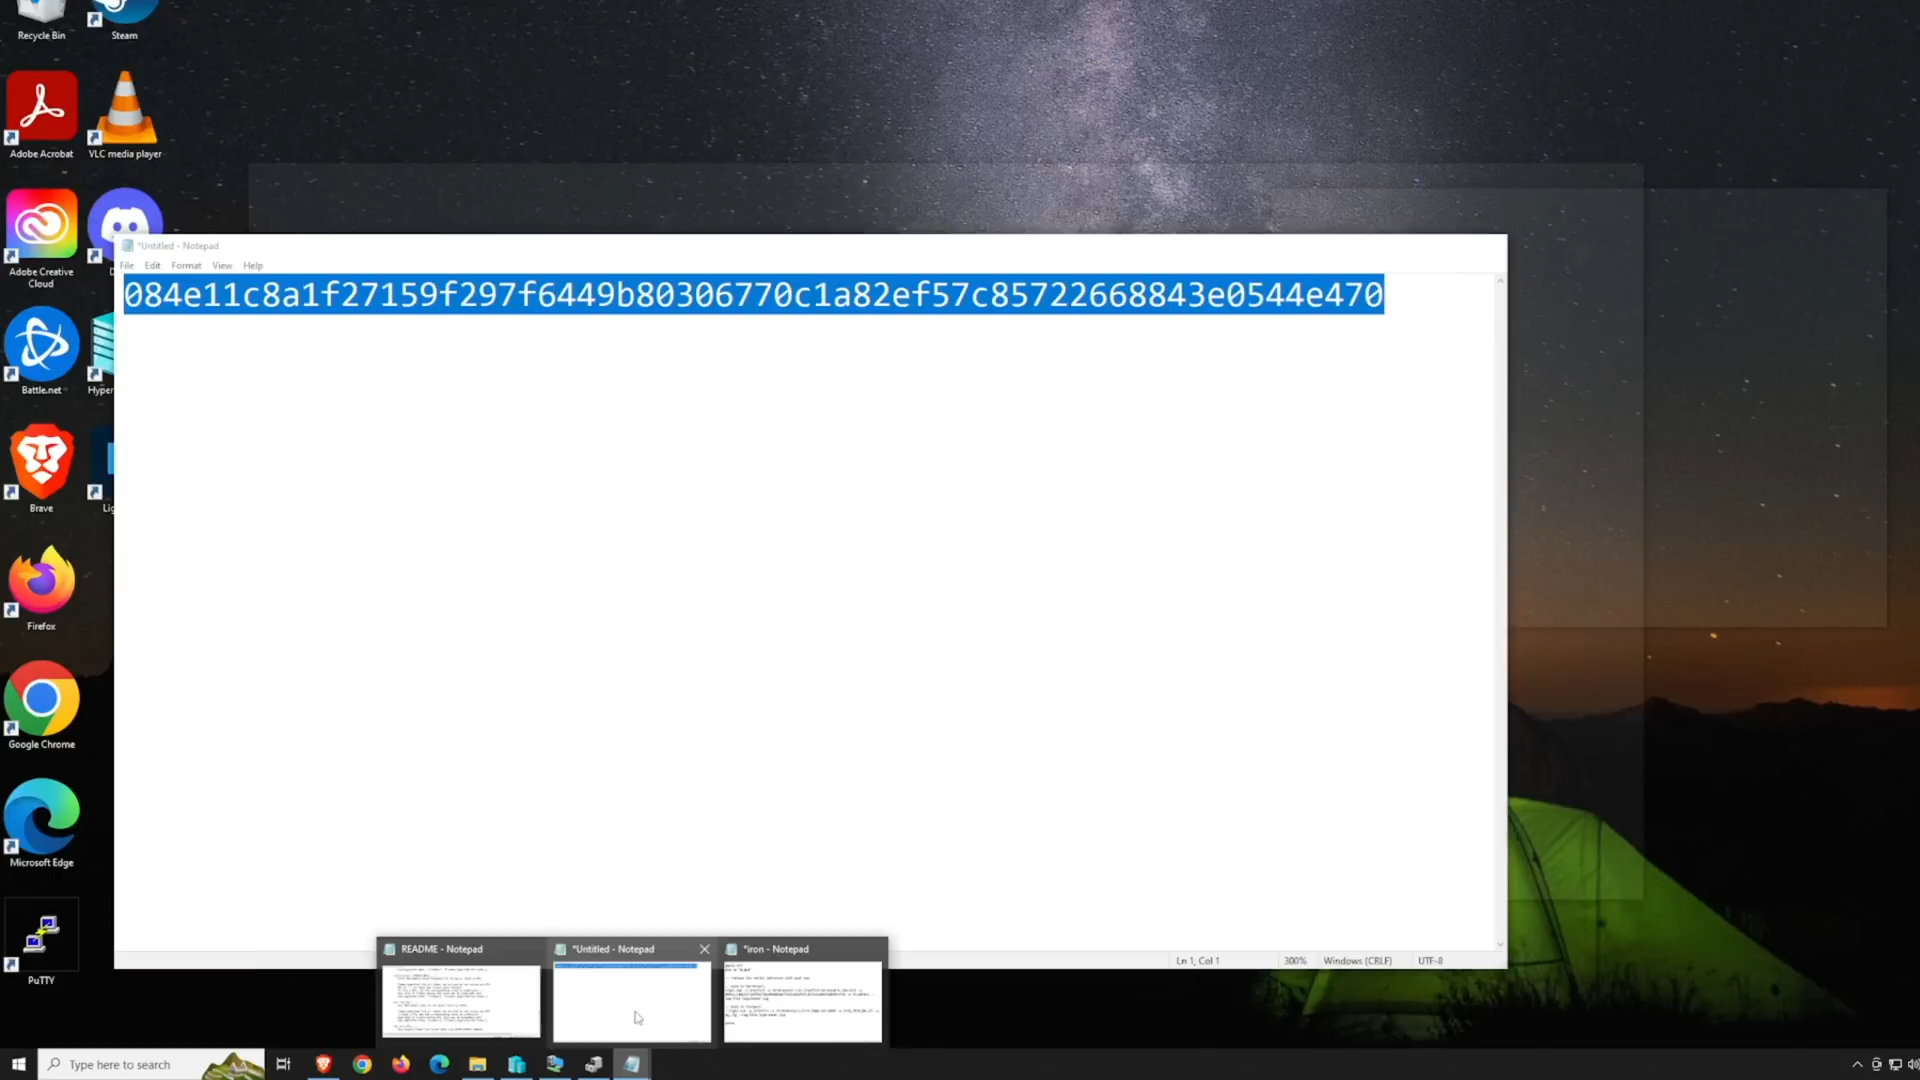 Recycle Bin
Steam
Adobe Acrobat
VLC media player
Adobe Creative
Cloud
Battle.net
Hyper
Brave
Firefox
Google Chrome
Microsoft Edge
PuTTY
*Untitled - Notepad
File Edit Format View Help
084e11c8a1f27159f297f6449b80306770c1a82ef57c85722668843e0544e470
Ln 1, Col 1
300%
Windows (CRLF)
UTF-8
README - Notepad
*Untitled - Notepad
*iron - Notepad
Type here to search